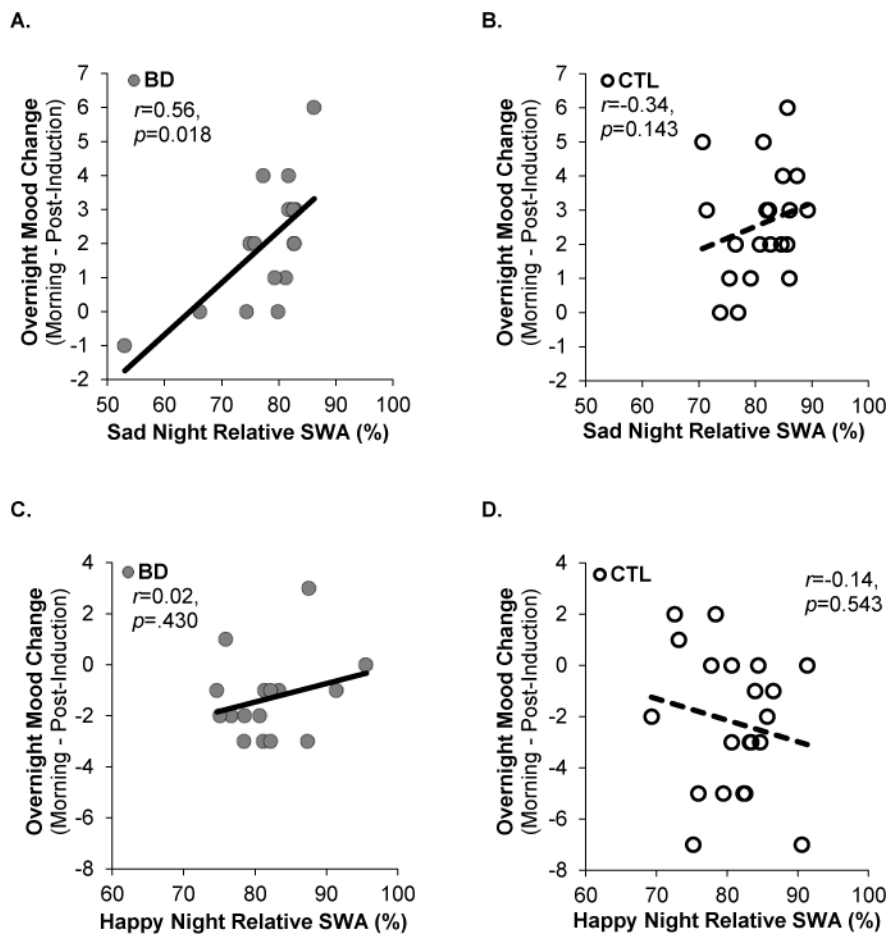 A.
BD
r=0.56,
p=0.018
Overnight Mood Change
(Morning - Post-Induction)
7
6
5
4
3
2
1
0
-1
-2
50 60 70 80 90 100
Sad Night Relative SWA (%)
B.
CTL
r=-0.34,
p=0.143
Overnight Mood Change
(Morning - Post-Induction)
7
6
5
4
3
2
1
0
-1
-2
50 60 70 80 90 100
Sad Night Relative SWA (%)
C.
BD
r=0.02,
p=.430
Overnight Mood Change
(Morning - Post-Induction)
4
2
0
-2
-4
-6
-8
60 70 80 90 100
Happy Night Relative SWA (%)
D.
CTL
r=-0.14,
p=0.543
Overnight Mood Change
(Morning - Post-Induction)
4
2
0
-2
-4
-6
-8
60 70 80 90 100
Happy Night Relative SWA (%)